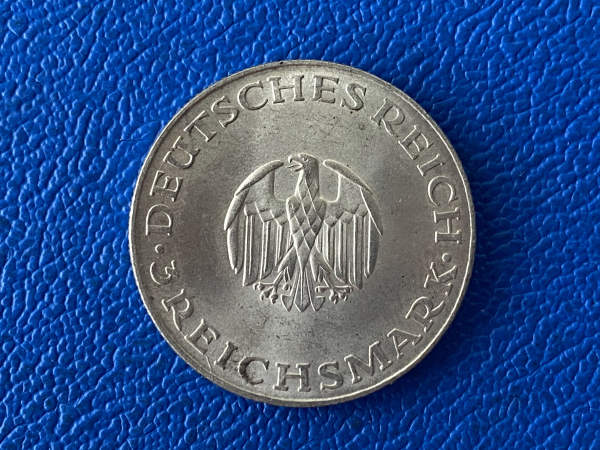 DEUTSCHES REICH
· 3 REICHSMARK ·